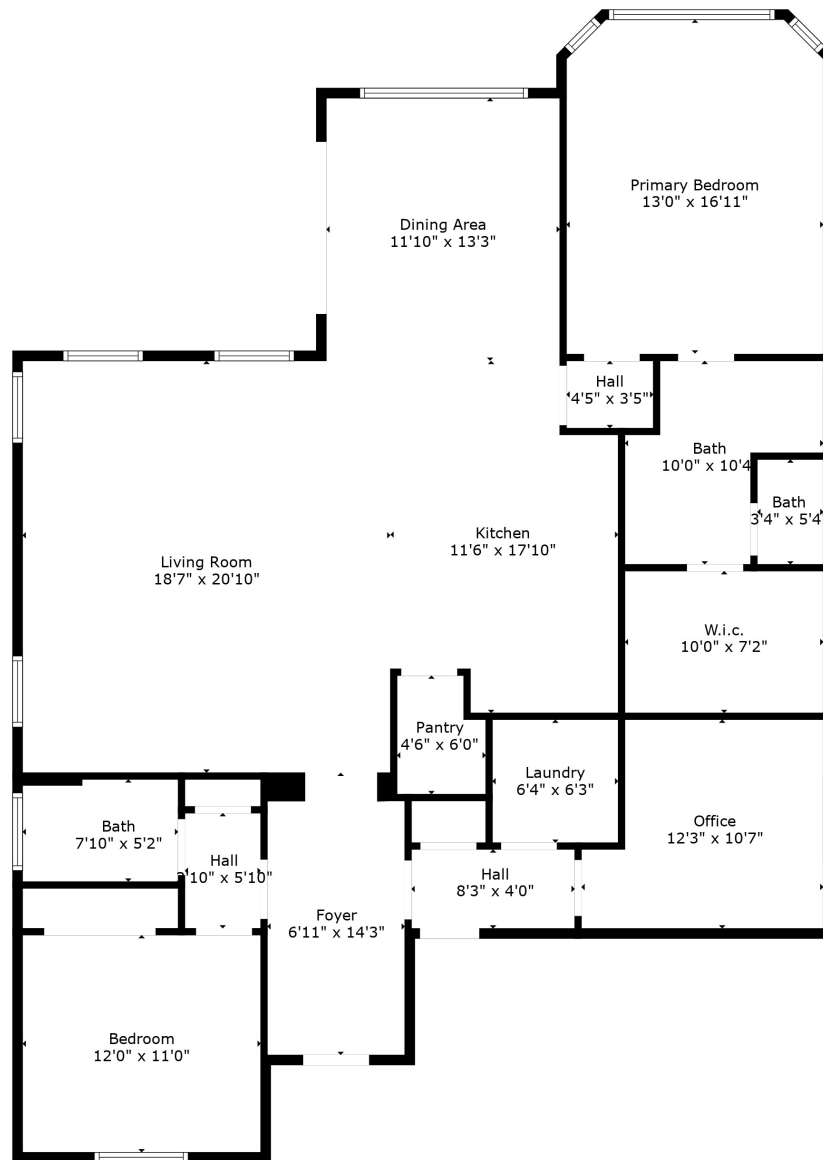 Primary Bedroom
13'0" x 16'11"
Dining Area
11'10" x 13'3"
Hall
4'5" x 3'5"
Bath
10'0" x 10'4
Bath
3'4" x 5'4
Kitchen
11'6" x 17'10"
Living Room
18'7" x 20'10"
W.i.c.
10'0" x 7'2"
Pantry
4'6" x 6'0"
Laundry
6'4" x 6'3"
Office
12'3" x 10'7"
Bath
7'10" x 5'2"
Hall
x 5'10"
Hall
8'3" x 4'0"
Foyer
6'11" x 14'3"
Bedroom
12'0" x 11'0"